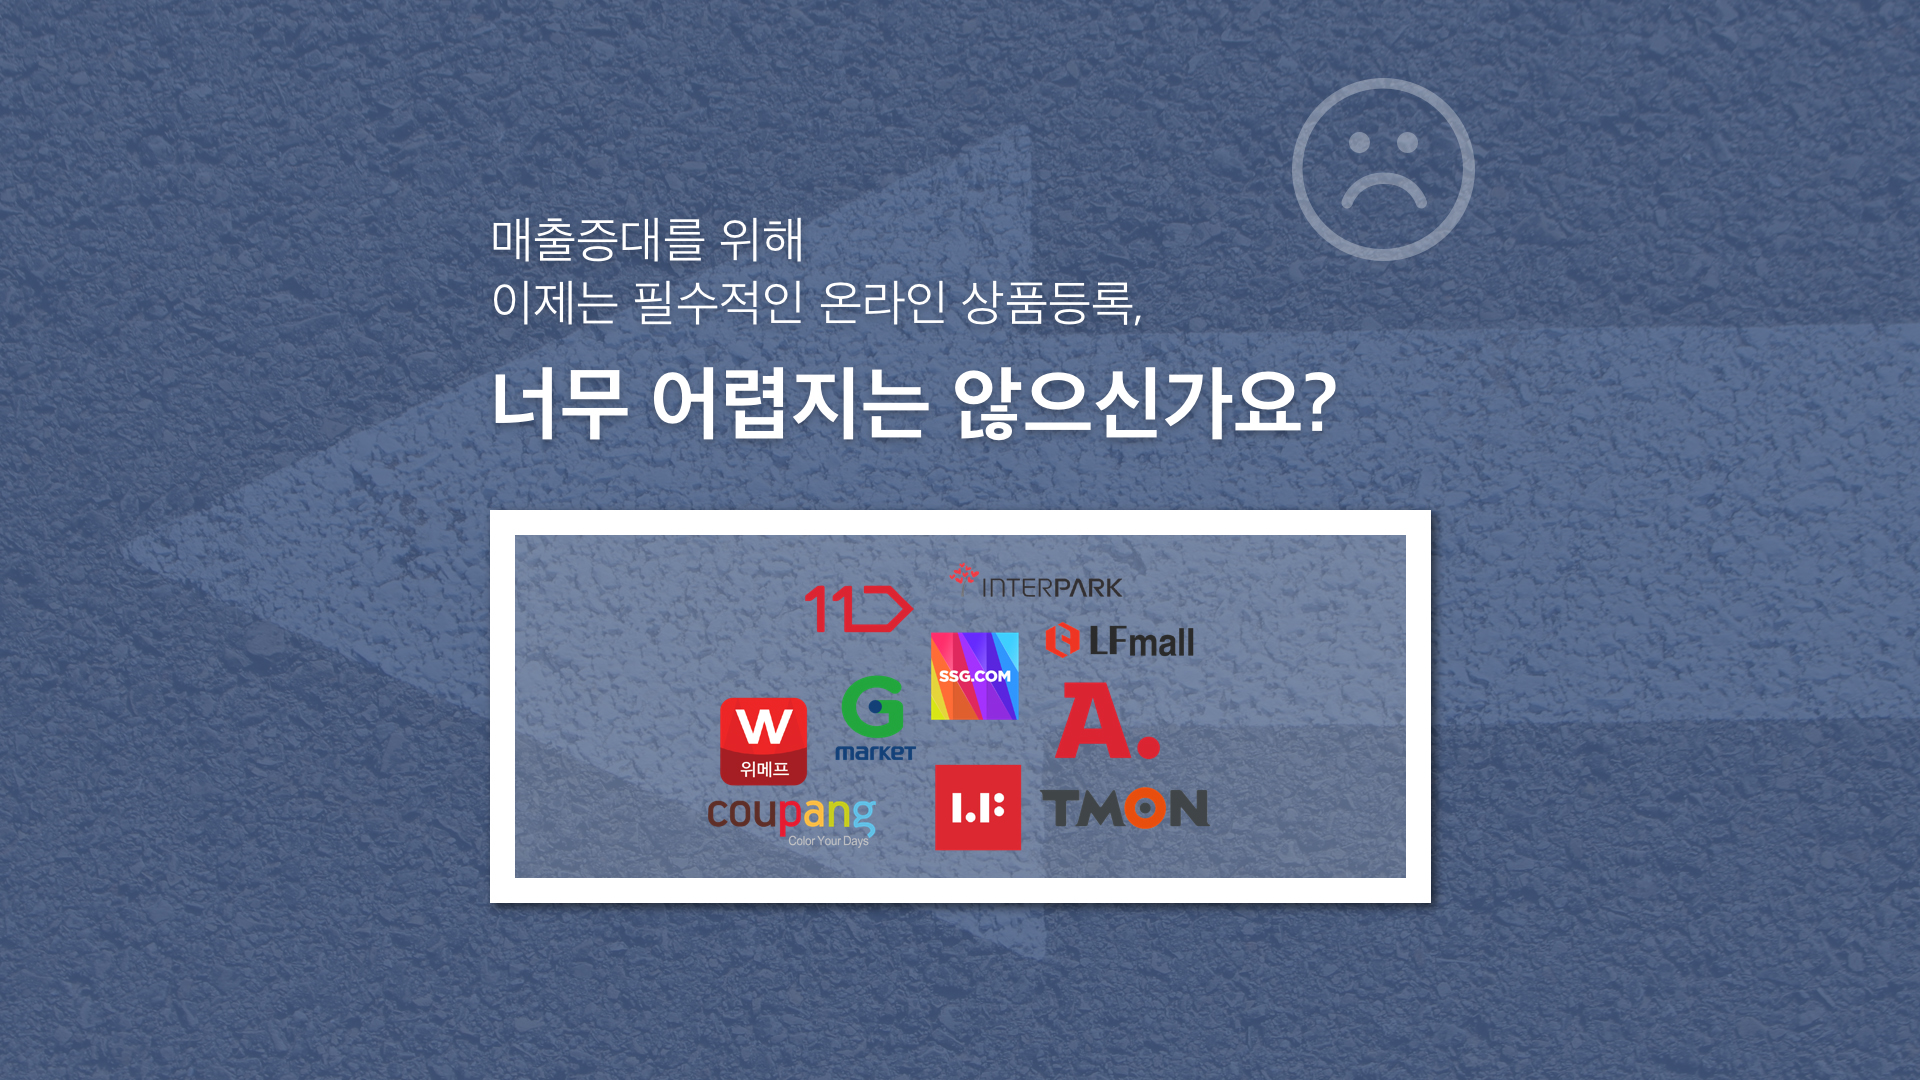 매출증대를 위해
이제는 필수적인 온라인 상품등록,
너무 어렵지는 않으신가요?
INTERPARK
11
LFmall
SSG.COM
G
market
A.
W
위메프
coupang
Color Your Days
TMON